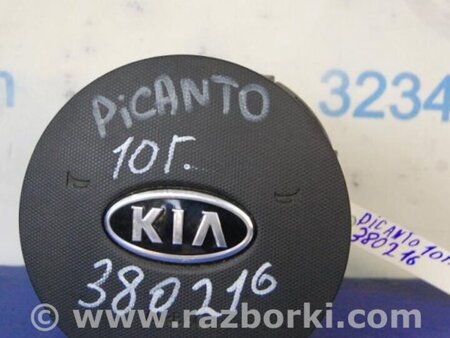 3234
PiCANTO
10Г.
KIA
380216
PiCANTO 10Г.
380216
© www.razborki.com